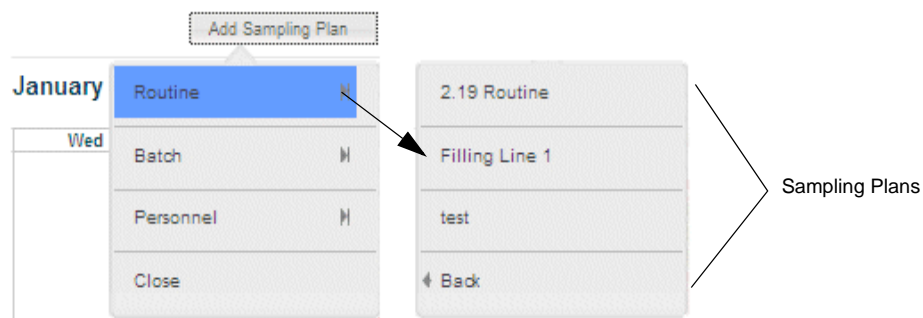 Add Sampling Plan
January
Wed
Routine
Batch
Personnel
Close
2.19 Routine
Filling Line 1
test
Back
Sampling Plans